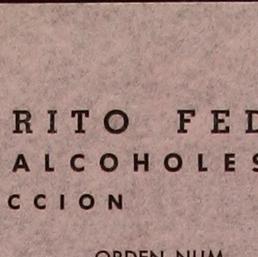 RITO FED
ALCOHOLES
CCION
ORDEN NUM